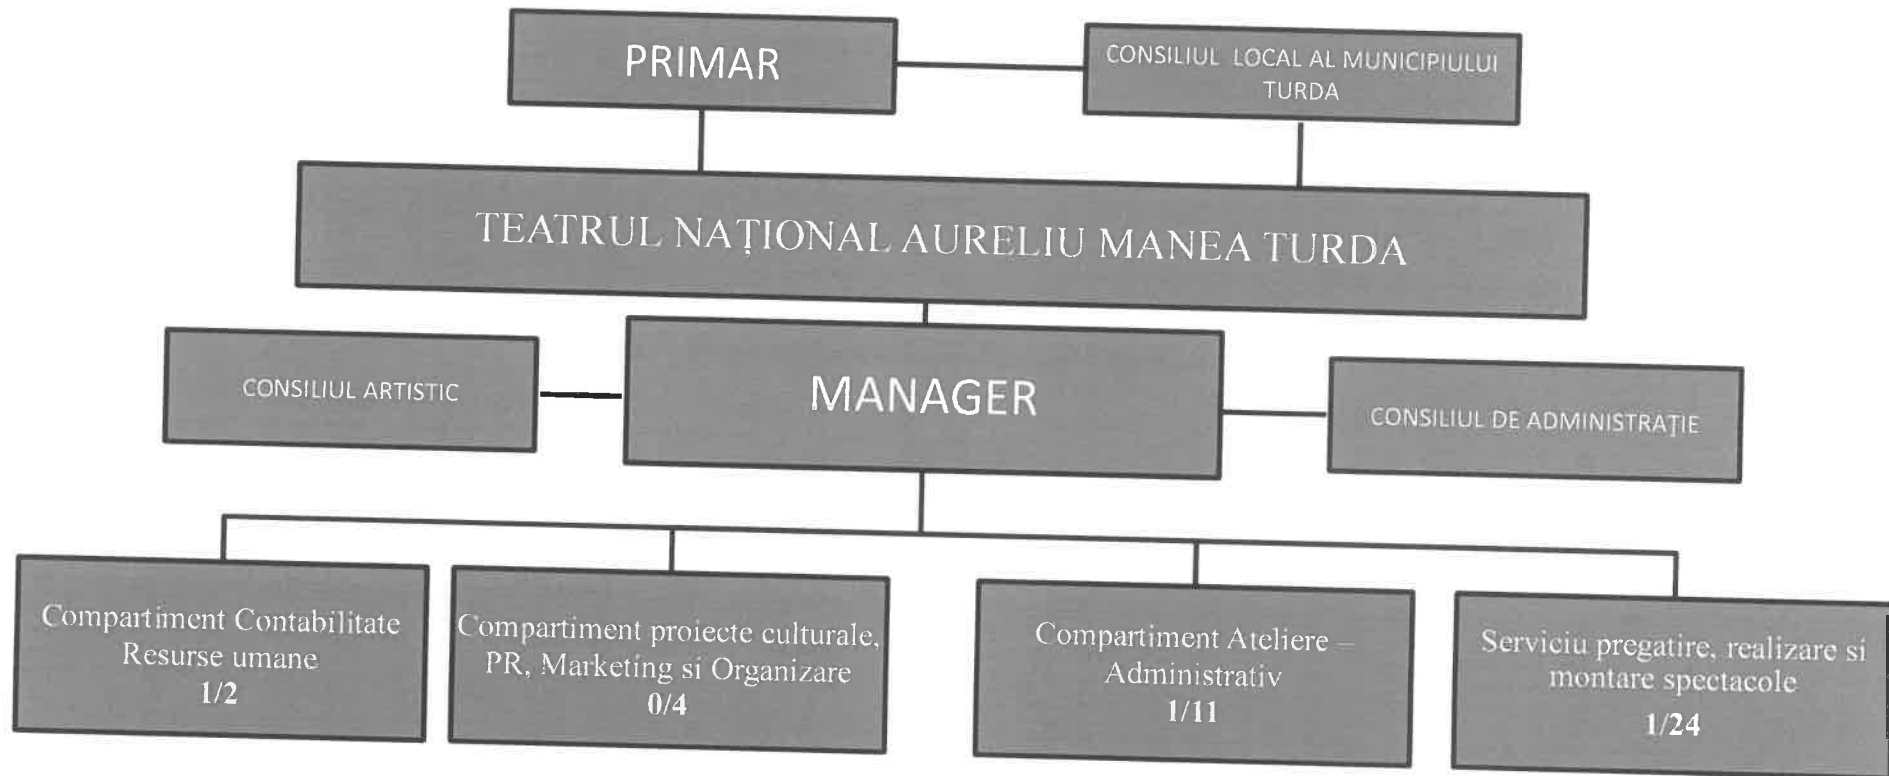 PRIMAR
CONSILIUL LOCAL AL MUNICIPIULUI
TURDA
TEATRUL NAȚIONAL AURELIU MANEA TURDA
CONSILIUL ARTISTIC
MANAGER
CONSILIUL DE ADMINISTRAȚIE
Compartiment Contabilitate
Resurse umane
1/2
Compartiment proiecte culturale,
PR, Marketing si Organizare
0/4
Compartiment Ateliere –
Administrativ
1/11
Serviciu pregatire, realizare si
montare spectacole
1/24